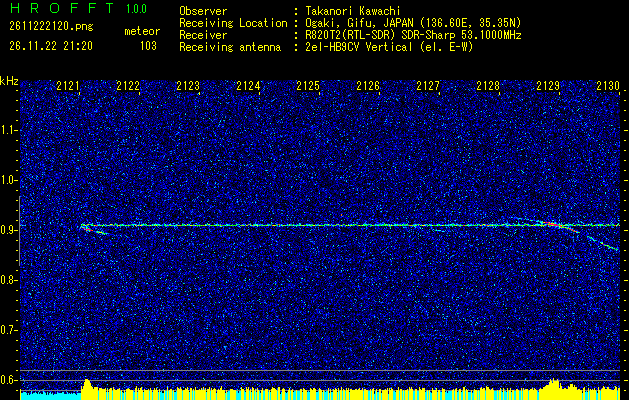 H R O F F T 1.0.0
2611222120.png
26.11.22 21:20
meteor
103
Observer : Takanori Kawachi
Receiving Location : Ogaki, Gifu, JAPAN (136.60E, 35.35N)
Receiver : R820T2(RTL-SDR) SDR-Sharp 53.1000MHz
Receiving antenna : 2el-HB9CV Vertical (el. E-W)
kHz 2121 2122 2123 2124 2125 2126 2127 2128 2129 2130
1.1
1.0
0.9
0.8
0.7
0.6